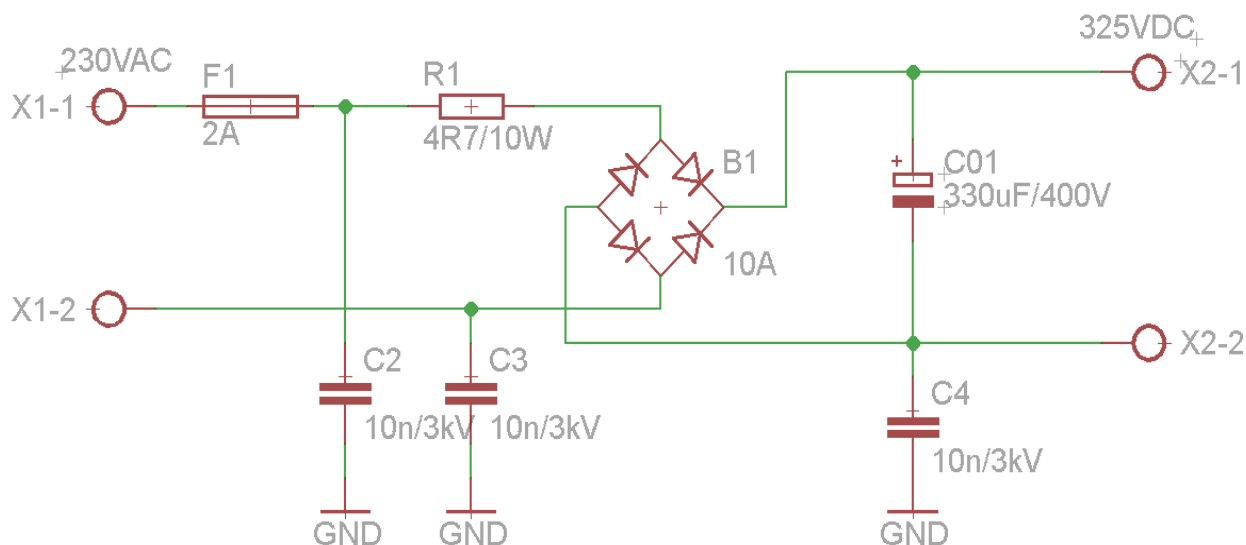 230VAC
325VDC
F1
R1
X1-1
X2-1
2A
4R7/10W
B1
C01
330uF/400V
10A
X1-2
X2-2
C2
C3
C4
10n/3kV
10n/3kV
10n/3kV
GND
GND
GND